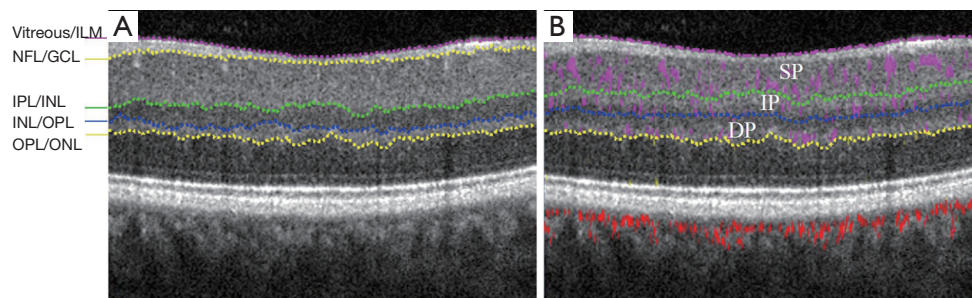 Vitreous/ILM
NFL/GCL
IPL/INL
INL/OPL
OPL/ONL
A
B
SP
IP
DP